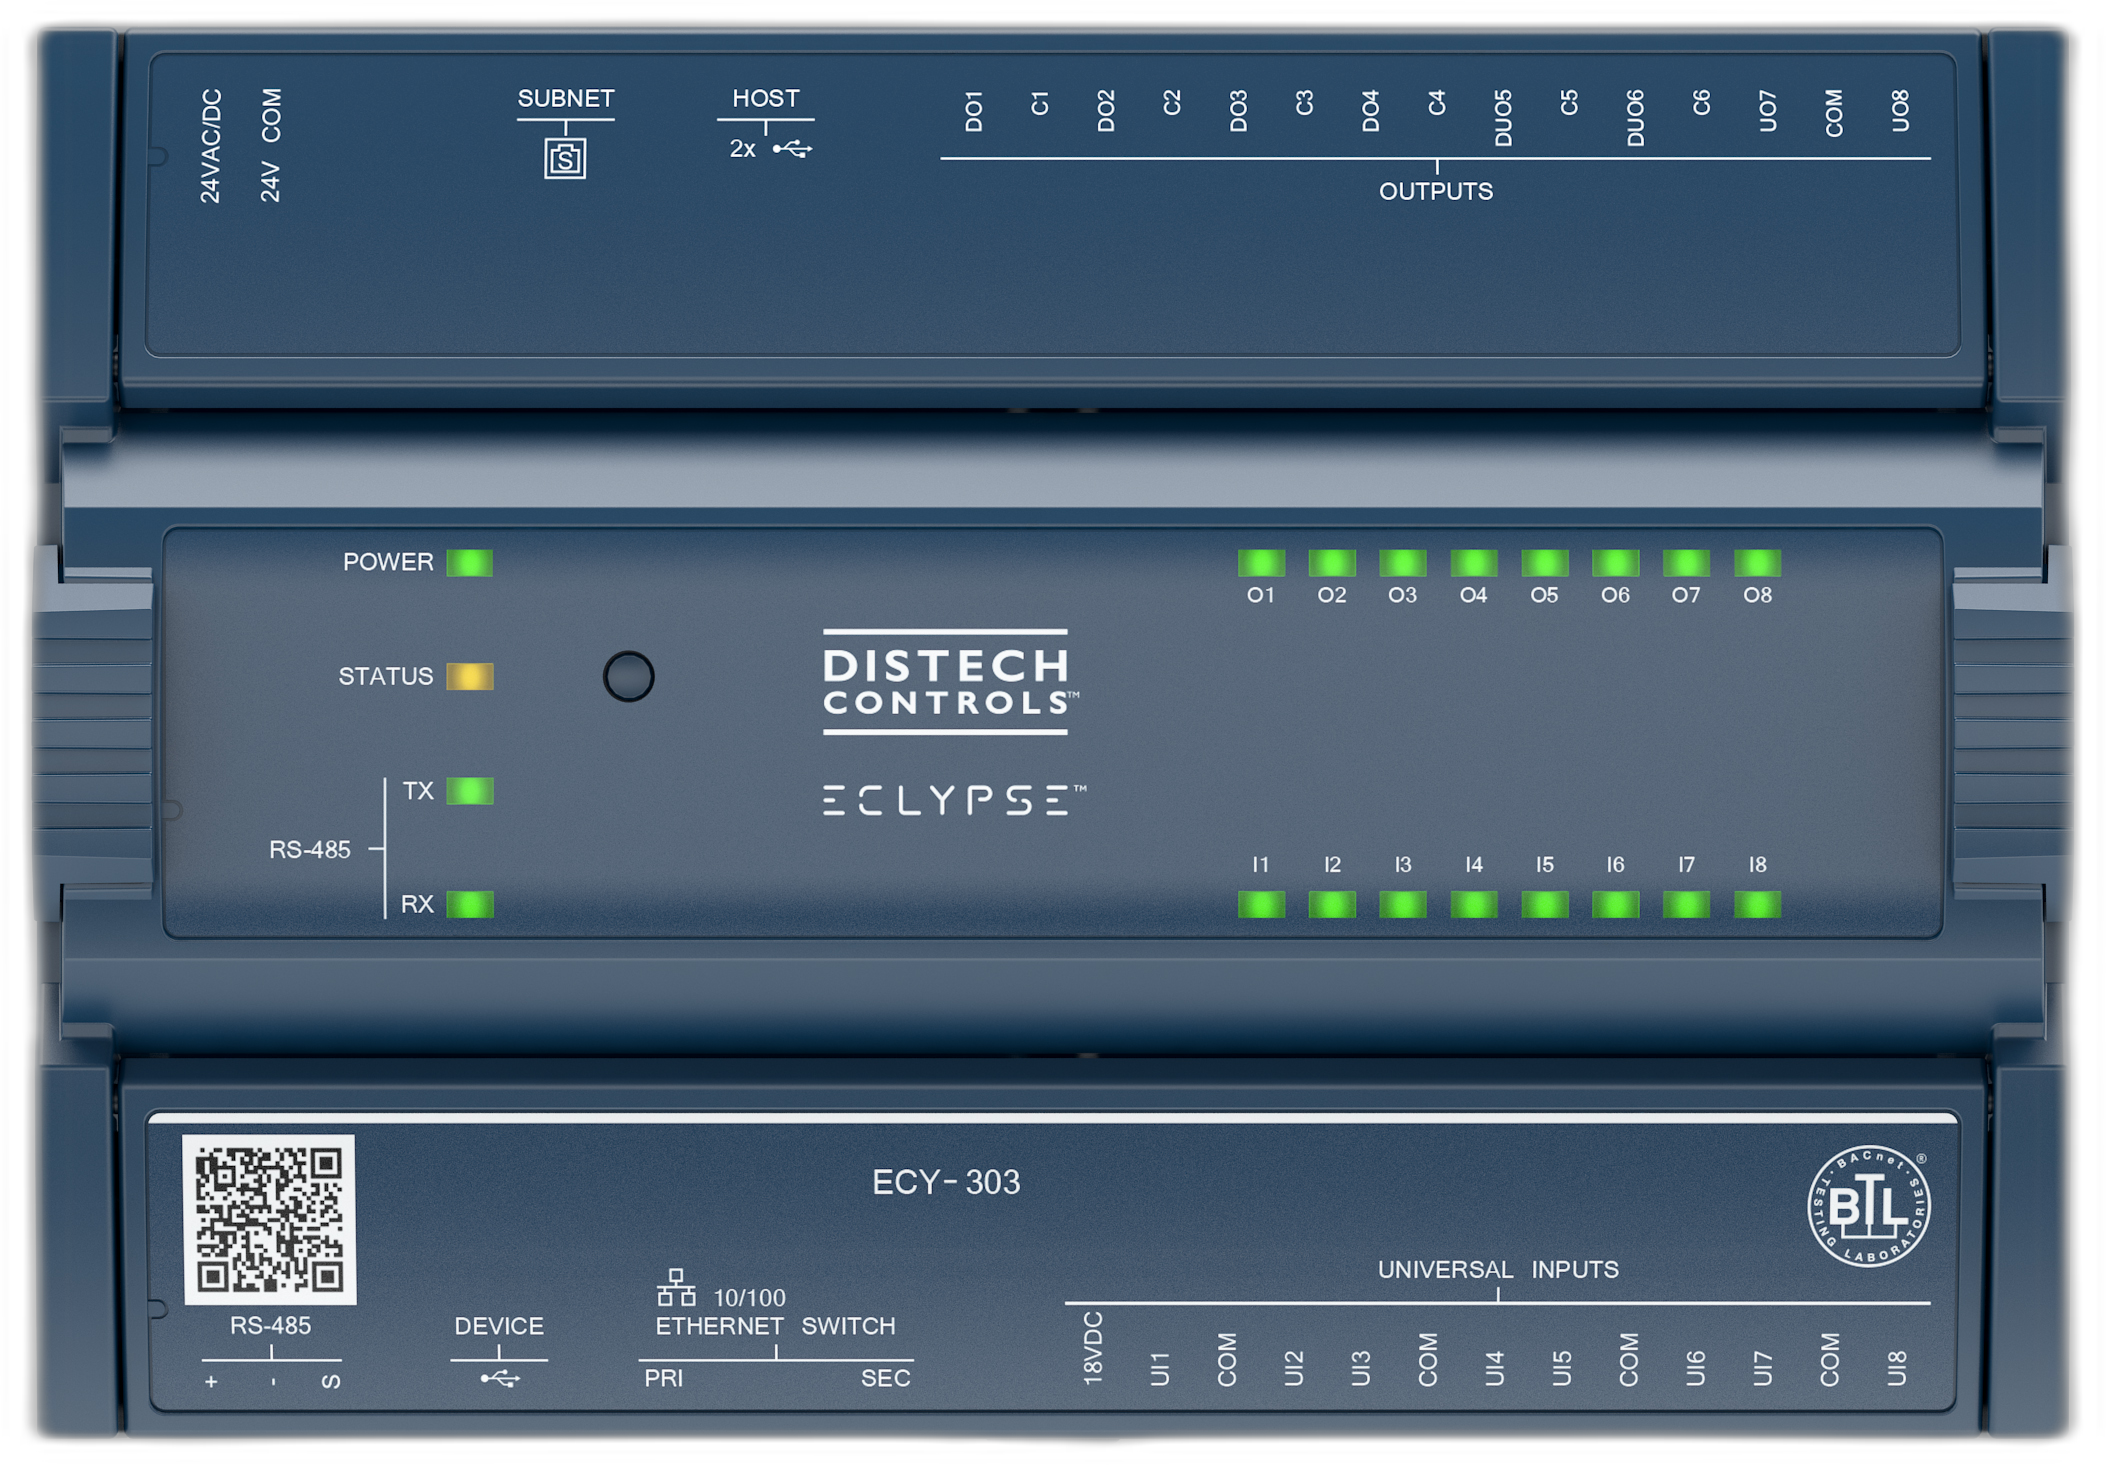 24VAC/DC
24V COM
SUBNET
S
HOST
2x
DO1 C1 DO2 C2 DO3 C3 DO4 C4 DUO5 C5 DUO6 C6 UO7 COM UO8
OUTPUTS
POWER
STATUS
TX
RS-485
RX
DISTECH
CONTROLS™
ECLYPSE™
O1 O2 O3 O4 O5 O6 O7 O8
I1 I2 I3 I4 I5 I6 I7 I8
ECY-303
BACnet ®
BTL
TESTING LABORATORIES
RS-485
+ - S
DEVICE
10/100
ETHERNET SWITCH
PRI SEC
UNIVERSAL INPUTS
18VDC UI1 COM UI2 UI3 COM UI4 UI5 COM UI6 UI7 COM UI8